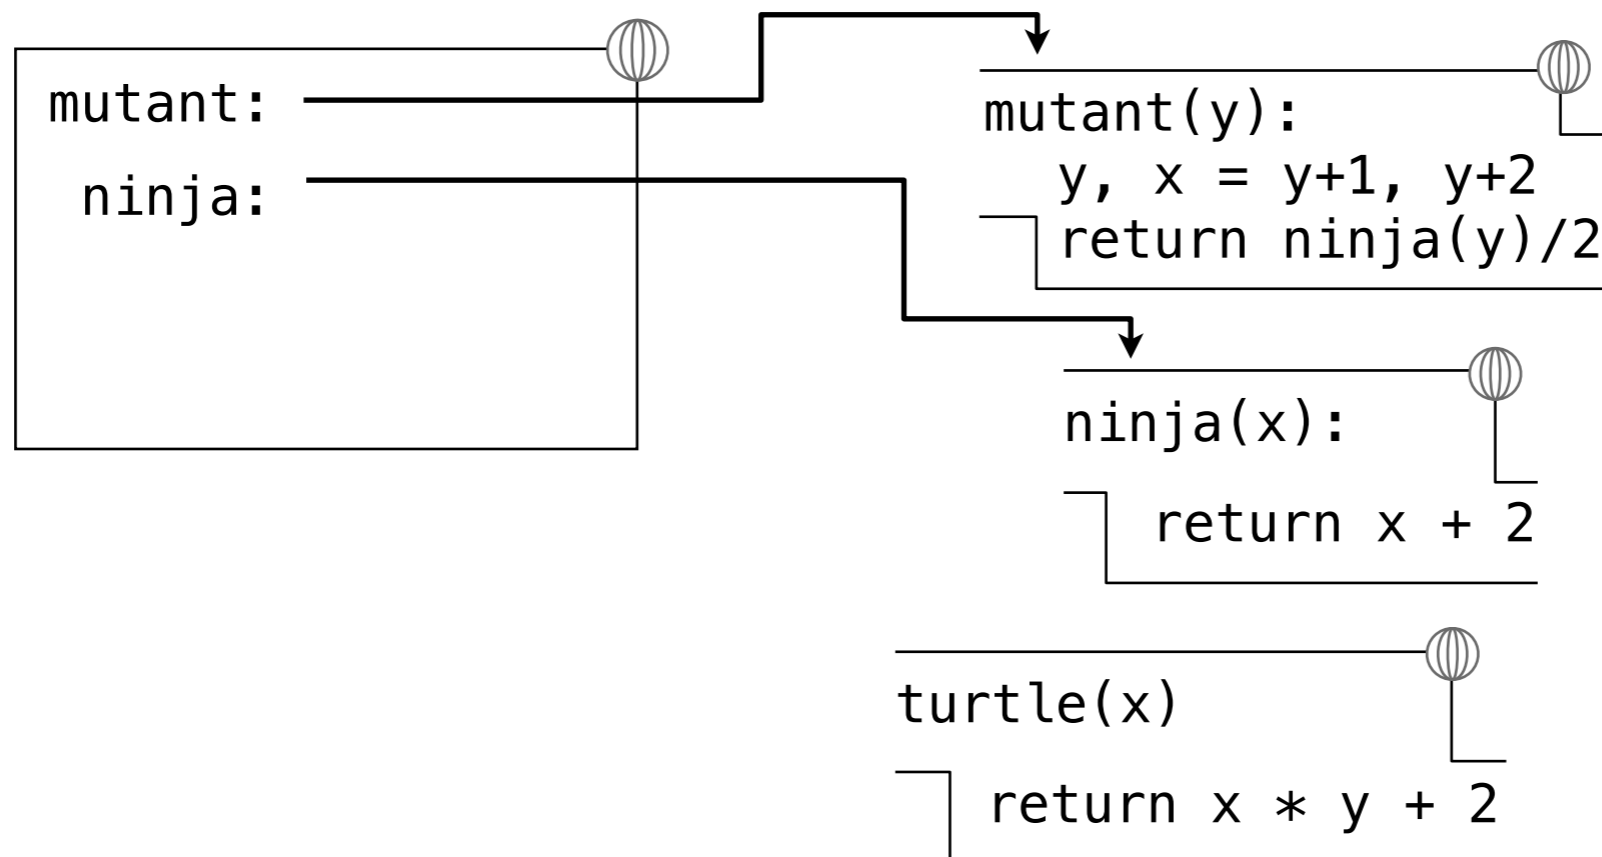 mutant:
ninja:
mutant(y):
y, x = y+1, y+2
return ninja(y)/2
ninja(x):
return x + 2
turtle(x)
return x * y + 2